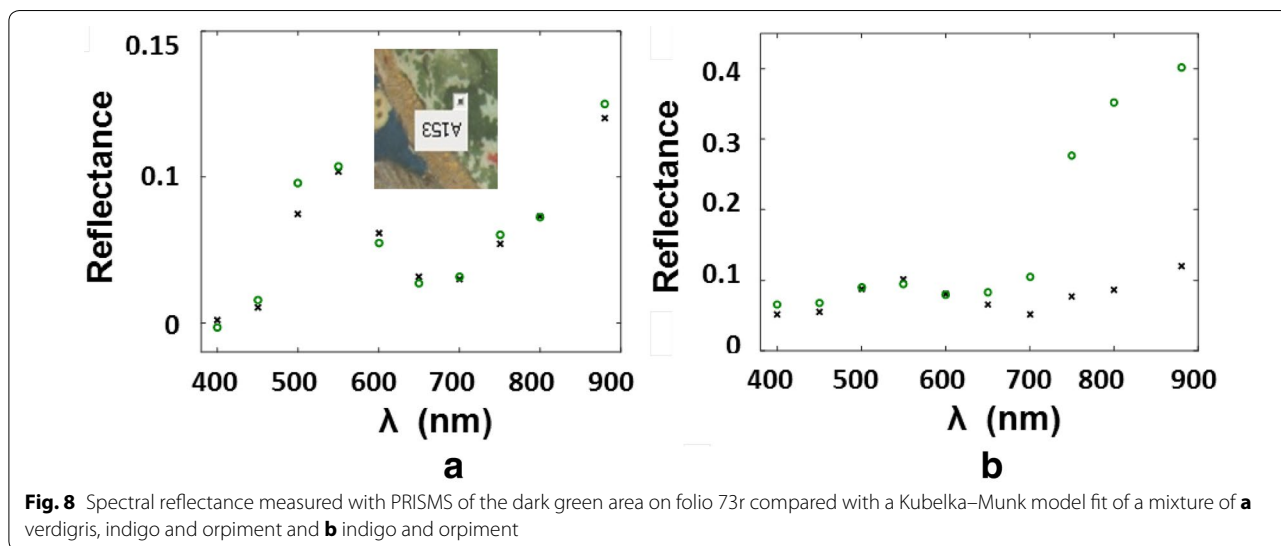 0.15
0.1
0
Reflectance
A153
400 500 600 700 800 900
λ (nm)
a
0.4
0.3
0.2
0.1
0
Reflectance
400 500 600 700 800 900
λ (nm)
b
Fig. 8 Spectral reflectance measured with PRISMS of the dark green area on folio 73r compared with a Kubelka–Munk model fit of a mixture of a
verdigris, indigo and orpiment and b indigo and orpiment